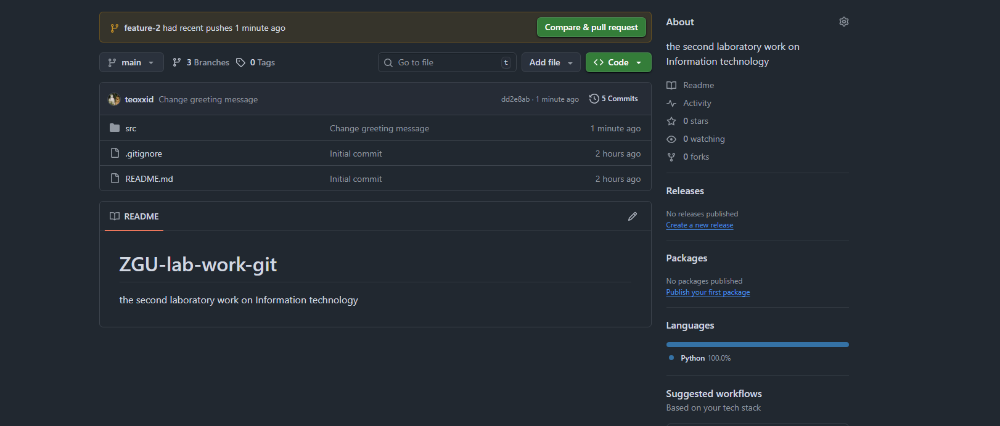 feature-2 had recent pushes 1 minute ago
Compare & pull request
main
3 Branches
0 Tags
Go to file
t
Add file
Code
teoxxid Change greeting message
dd2e8ab · 1 minute ago
5 Commits
src Change greeting message 1 minute ago
.gitignore Initial commit 2 hours ago
README.md Initial commit 2 hours ago
README
ZGU-lab-work-git
the second laboratory work on Information technology
About
the second laboratory work on
Information technology
Readme
Activity
0 stars
0 watching
0 forks
Releases
No releases published
Create a new release
Packages
No packages published
Publish your first package
Languages
Python 100.0%
Suggested workflows
Based on your tech stack